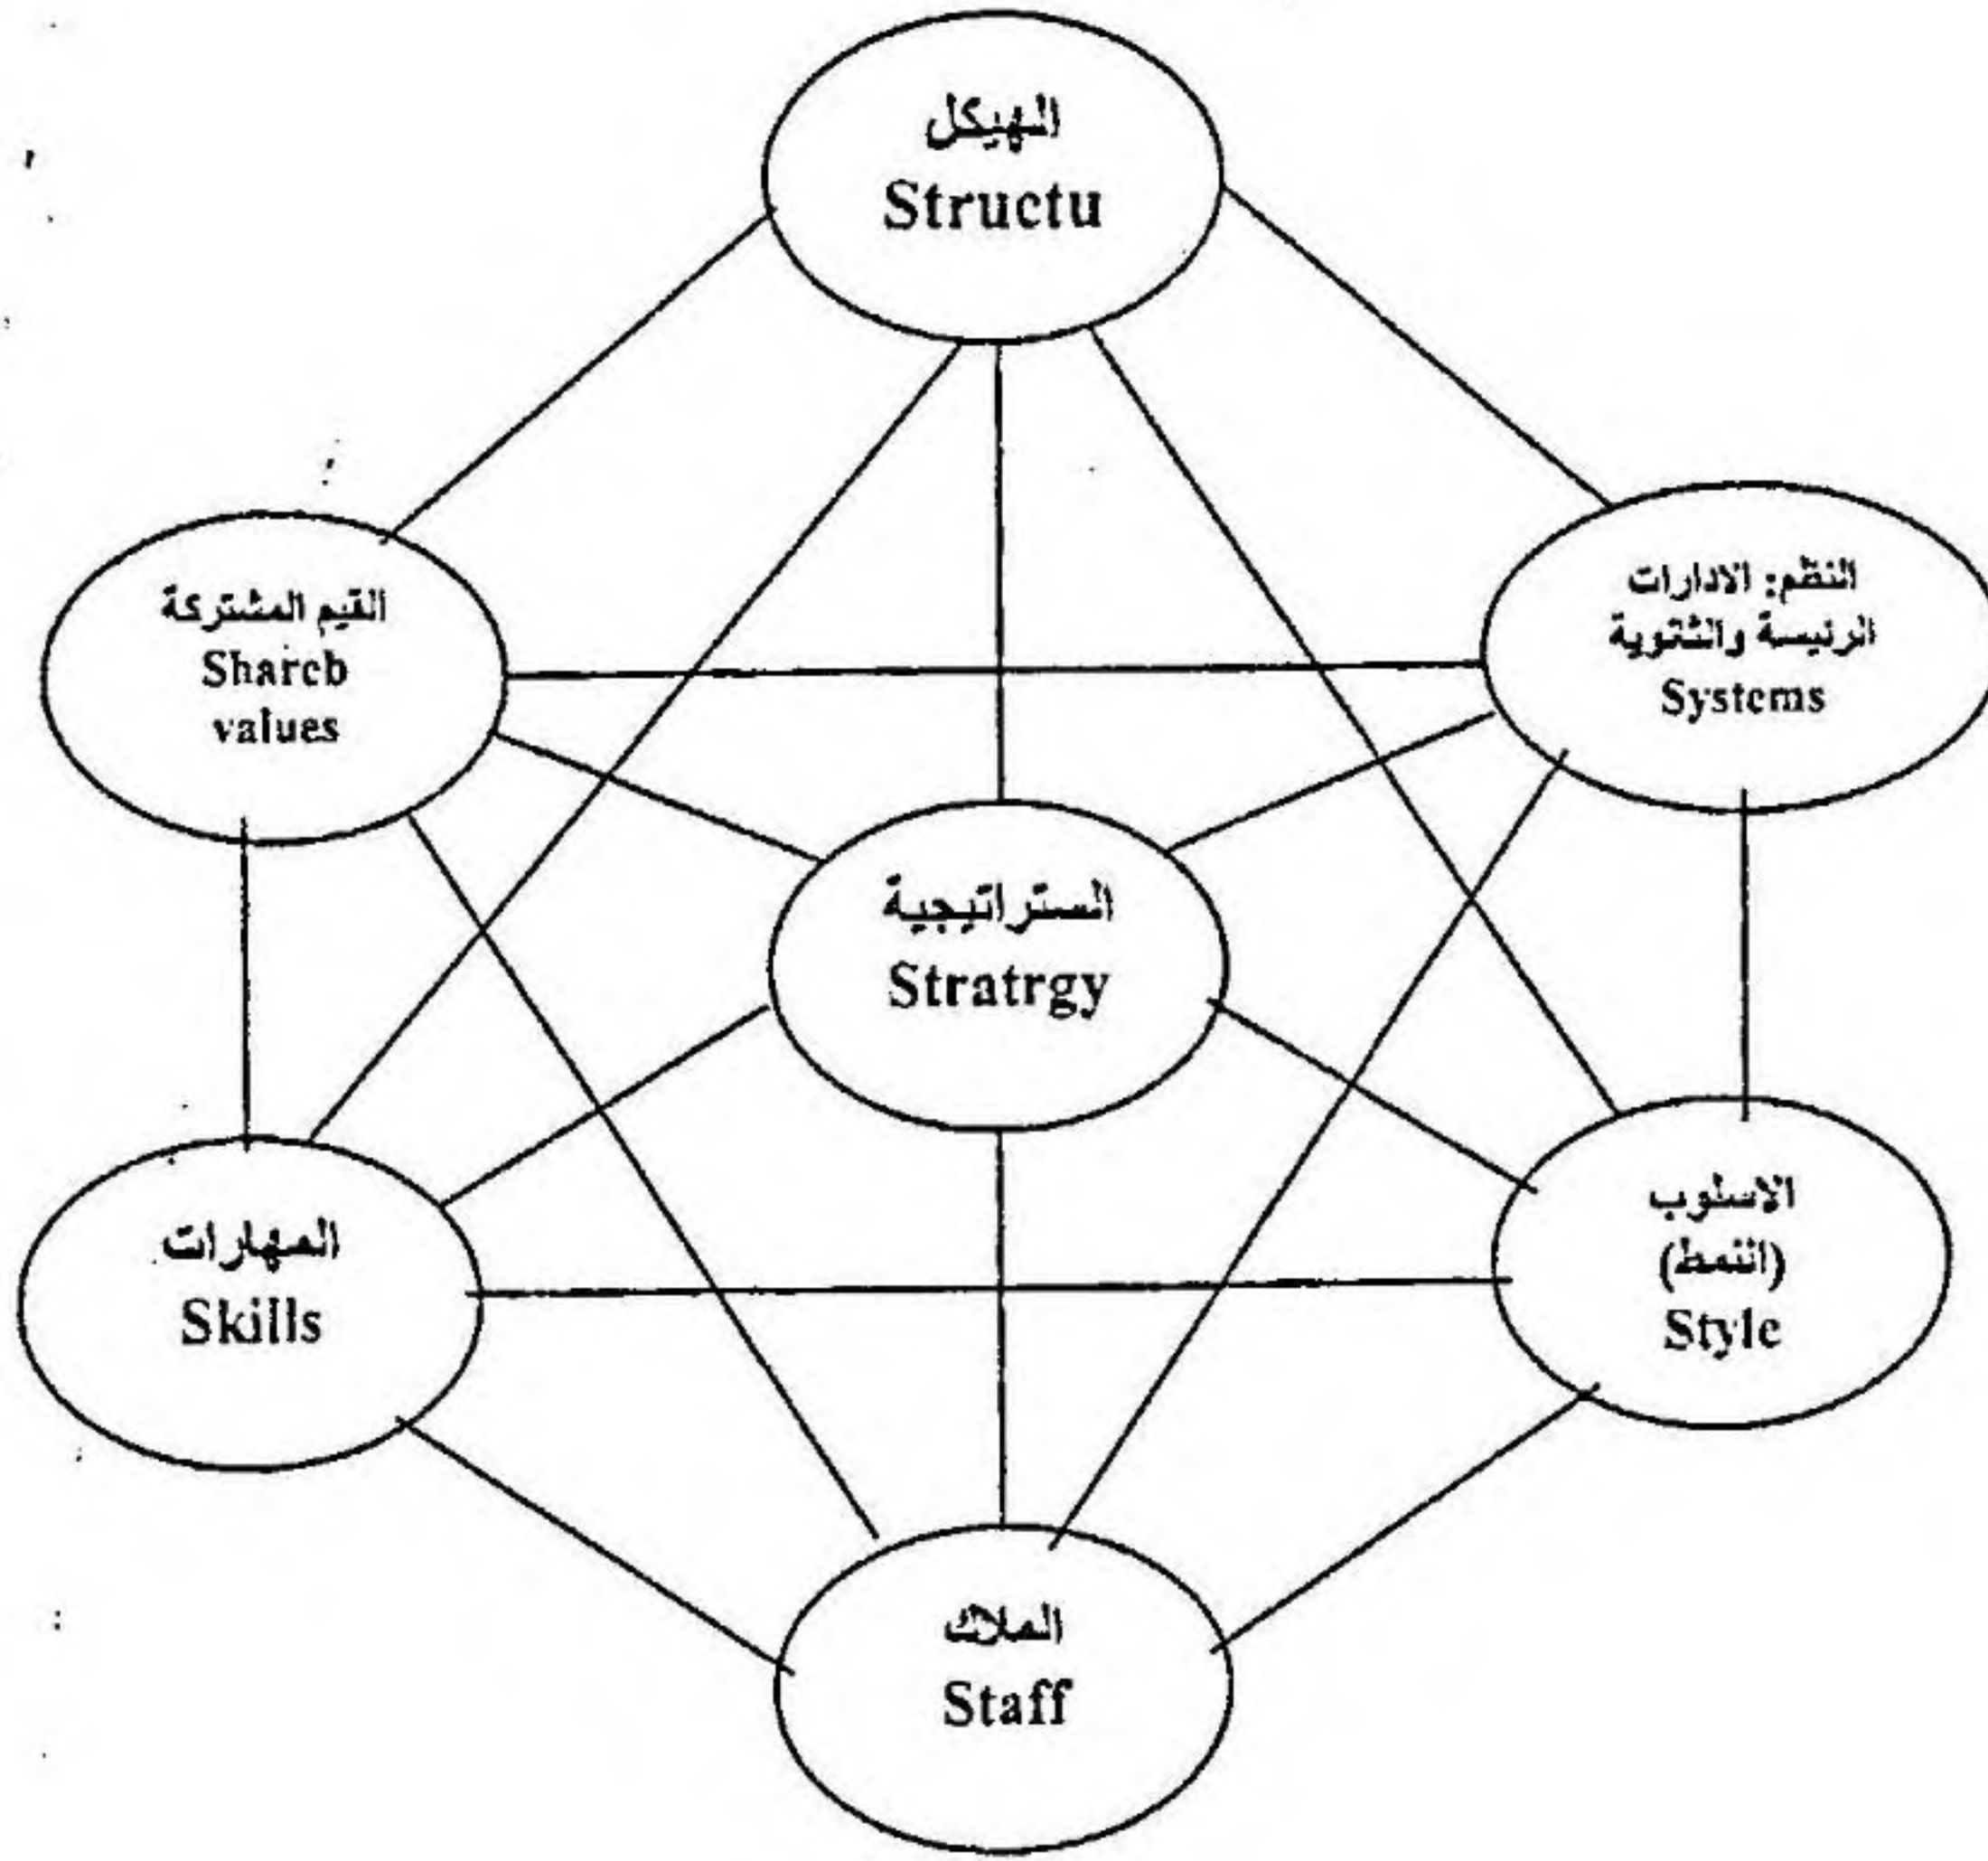 الهيكل
Structu
القيم المشتركة
Shareb
values
النظم: الادارات
الرئيسة والثنوية
Systems
الستراتيجية
Stratrgy
المهارات
Skills
الاسلوب
(النمط)
Style
الملاك
Staff